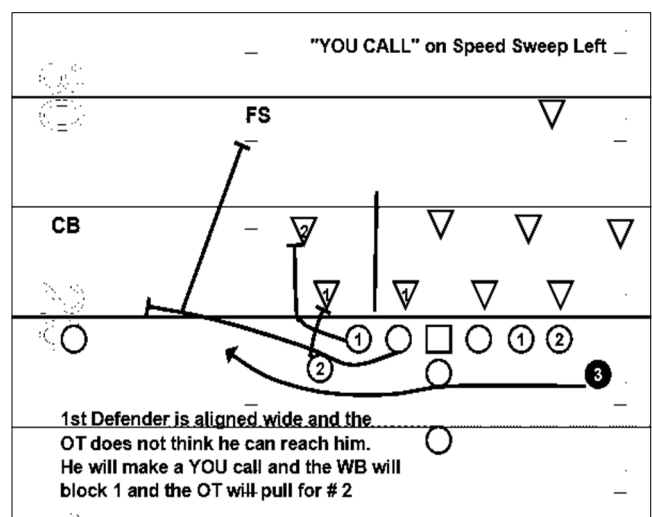 "YOU CALL" on Speed Sweep Left
FS
CB
2
1 1
1 1 2
2 3
1st Defender is aligned wide and the
OT does not think he can reach him.
He will make a YOU call and the WB will
block 1 and the OT will pull for # 2